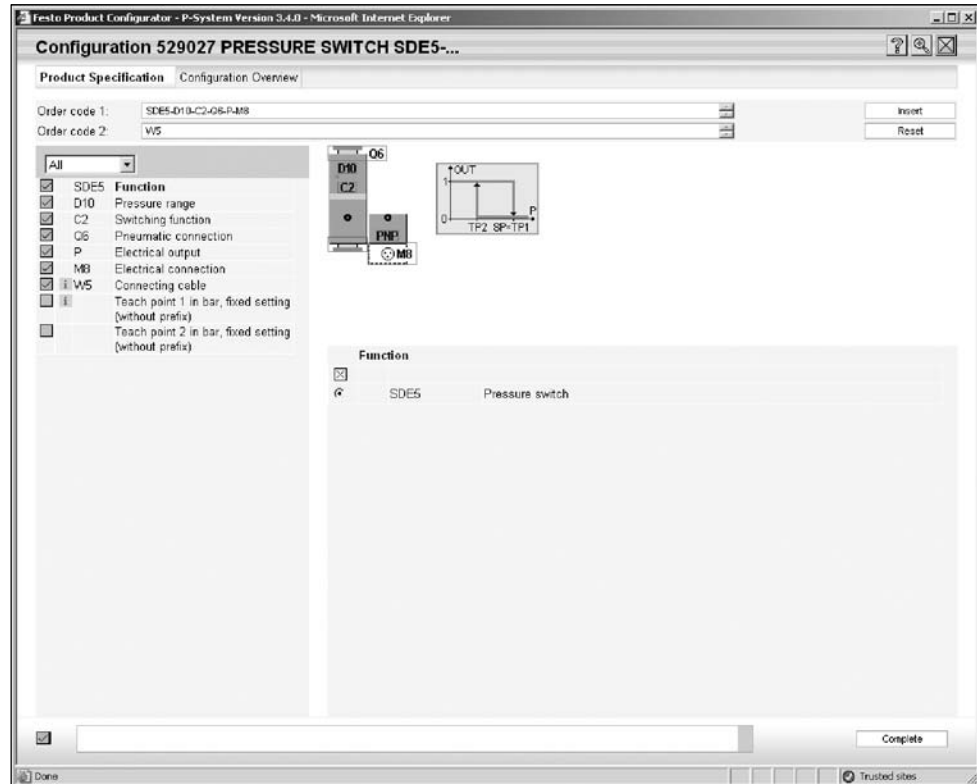 Festo Product Configurator - P-System Version 3.4.0 - Microsoft Internet Explorer
Configuration 529027 PRESSURE SWITCH SDE5-...
Product Specification Configuration Overview
Order code 1: SDE5-D10-C2-Q6-P-M8 Insert
Order code 2: W5 Reset
All
SDE5 Function
D10 Pressure range
C2 Switching function
Q6 Pneumatic connection
P Electrical output
M8 Electrical connection
i W5 Connecting cable
i Teach point 1 in bar, fixed setting
(without prefix)
Teach point 2 in bar, fixed setting
(without prefix)
Q6
D10
C2
PNP
M8
OUT
1
0
P
TP2 SP=TP1
Function
SDE5 Pressure switch
Complete
Done Trusted sites